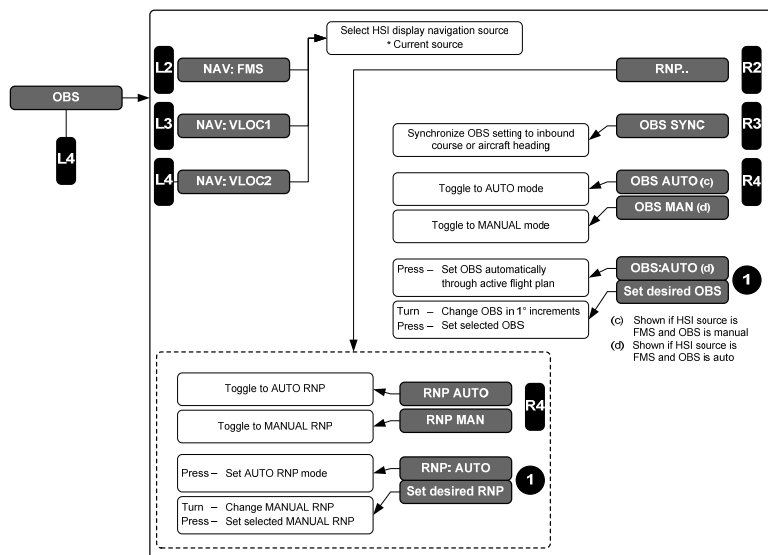 Select HSI display navigation source
* Current source
L2
NAV: FMS
RNP..
R2
OBS
L3
NAV: VLOC1
Synchronize OBS setting to inbound
course or aircraft heading
OBS SYNC
R3
L4
L4
NAV: VLOC2
Toggle to AUTO mode
OBS AUTO (c)
R4
Toggle to MANUAL mode
OBS MAN (d)
Press – Set OBS automatically
through active flight plan
OBS:AUTO (d)
1
Set desired OBS
Turn – Change OBS in 1° increments
Press – Set selected OBS
(c) Shown if HSI source is
FMS and OBS is manual
(d) Shown if HSI source is
FMS and OBS is auto
Toggle to AUTO RNP
RNP AUTO
R4
Toggle to MANUAL RNP
RNP MAN
Press – Set AUTO RNP mode
RNP: AUTO
1
Set desired RNP
Turn – Change MANUAL RNP
Press – Set selected MANUAL RNP